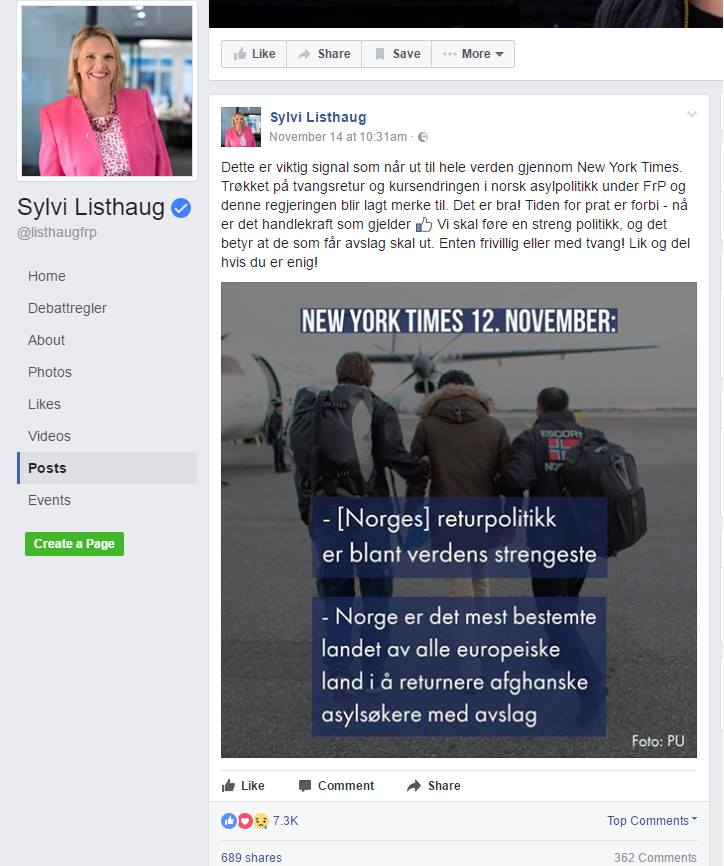 Like Share Save ··· More
Sylvi Listhaug
@listhaugfrp
Home
Debattregler
About
Photos
Likes
Videos
Posts
Events
Create a Page
Sylvi Listhaug
November 14 at 10:31am ·
Dette er viktig signal som når ut til hele verden gjennom New York Times.
Trøkket på tvangsretur og kursendringen i norsk asylpolitikk under FrP og
denne regjeringen blir lagt merke til. Det er bra! Tiden for prat er forbi - nå
er det handlekraft som gjelder 👍 Vi skal føre en streng politikk, og det
betyr at de som får avslag skal ut. Enten frivillig eller med tvang! Lik og del
hvis du er enig!
NEW YORK TIMES 12. NOVEMBER:
ESCORT
- [Norges] returpolitikk
er blant verdens strengeste
- Norge er det mest bestemte
landet av alle europeiske
land i å returnere afghanske
asylsøkere med avslag
Foto: PU
Like Comment Share
7.3K Top Comments
689 shares 362 Comments